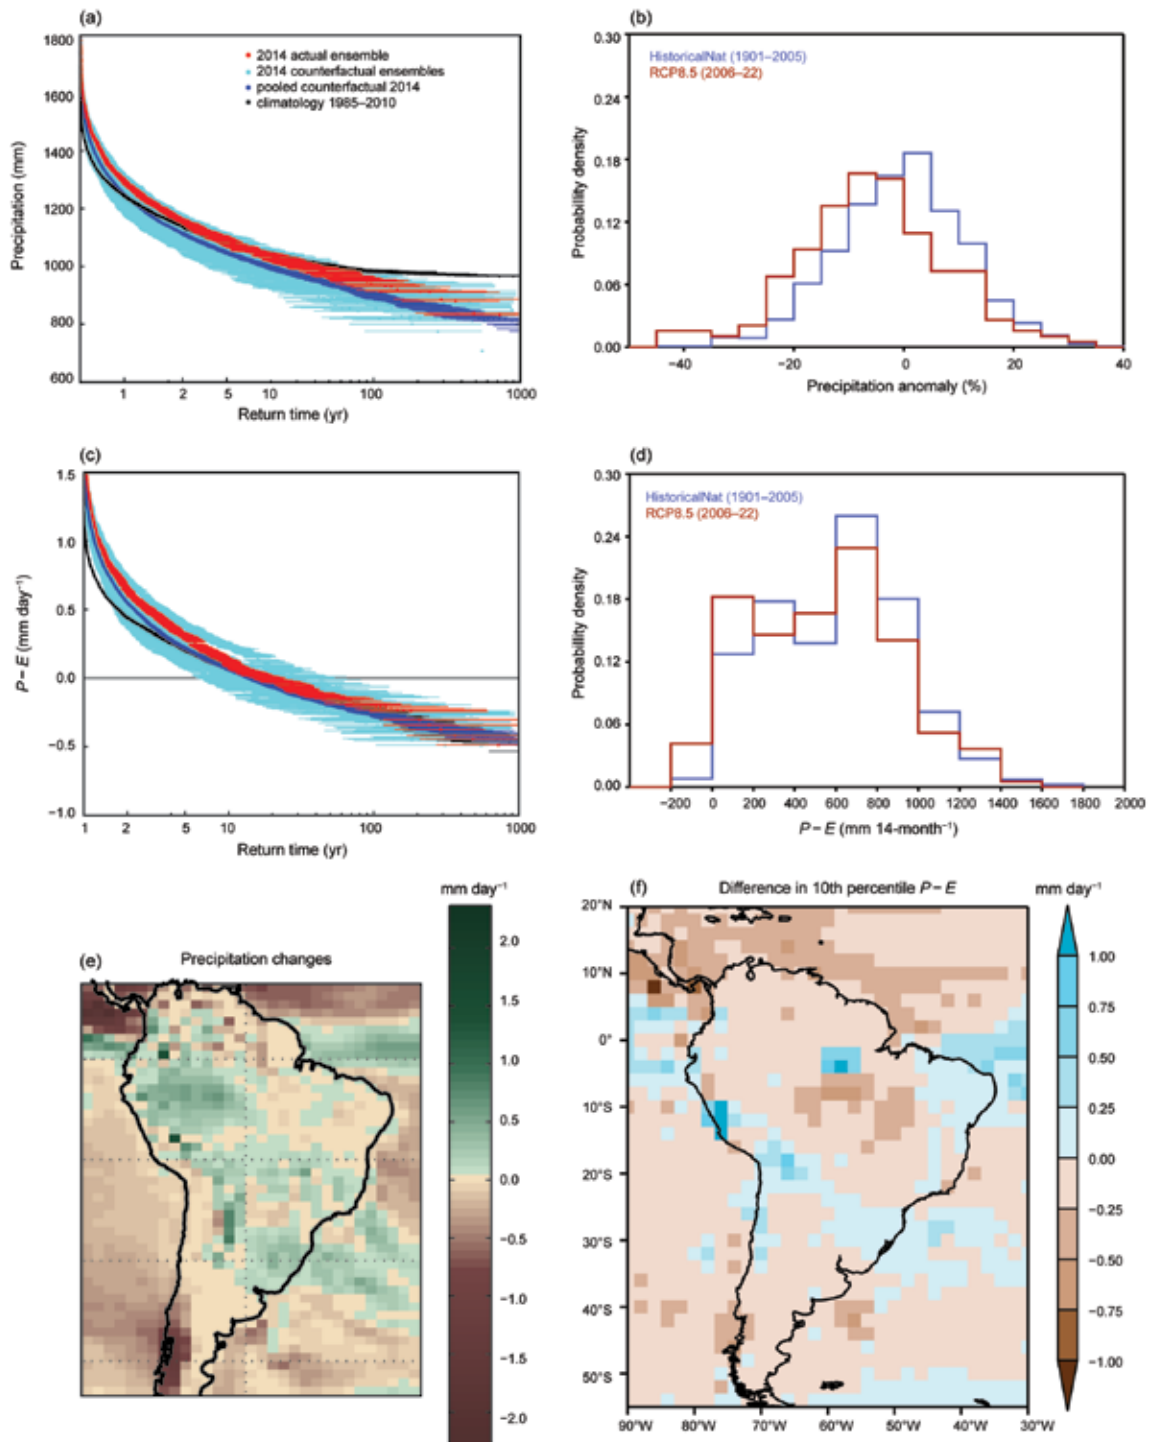 (a)
1800
1600
1400
1200
1000
800
600
Precipitation (mm)
2014 actual ensemble
2014 counterfactual ensembles
pooled counterfactual 2014
climatology 1985–2010
1 2 5 10 100 1000
Return time (yr)
(b)
0.30
0.24
0.18
0.12
0.06
0.00
Probability density
HistoricalNat (1901–2005)
RCP8.5 (2006–22)
−40 −20 0 20 40
Precipitation anomaly (%)
(c)
1.5
1.0
0.5
0.0
−0.5
−1.0
P − E (mm day⁻¹)
1 2 5 10 100 1000
Return time (yr)
(d)
0.30
0.24
0.18
0.12
0.06
0.00
Probability density
HistoricalNat (1901–2005)
RCP8.5 (2006–22)
−200 0 200 400 600 800 1000 1200 1400 1600 1800 2000
P − E (mm 14-month⁻¹)
(e)
Precipitation changes
mm day⁻¹
2.0
1.5
1.0
0.5
0.0
−0.5
−1.0
−1.5
−2.0
(f)
Difference in 10th percentile P − E
mm day⁻¹
20°N
10°N
0°
10°S
20°S
30°S
40°S
50°S
90°W 80°W 70°W 60°W 50°W 40°W 30°W
1.00
0.75
0.50
0.25
0.00
−0.25
−0.50
−0.75
−1.00